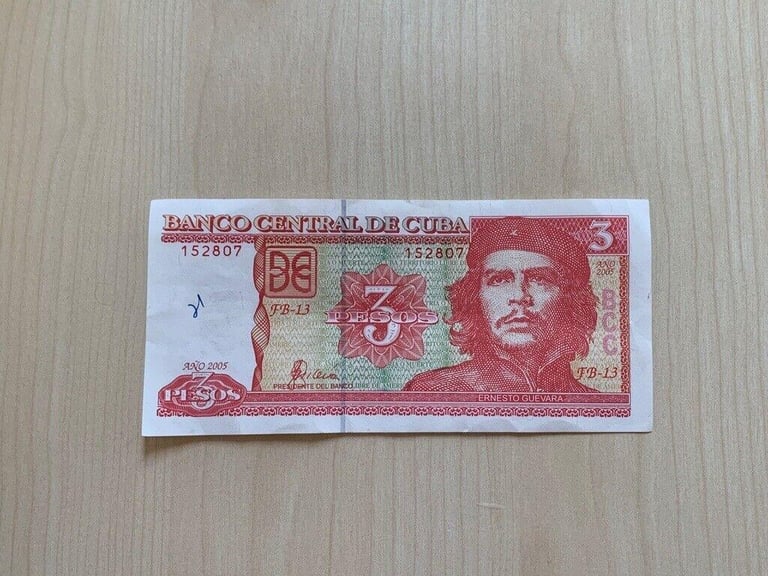 BANCO CENTRAL DE CUBA
3
152807
152807
AÑO
2005
BCC
FB-13
3
PESOS
AÑO 2005
PRESIDENTE DEL BANCO
FB-13
3
PESOS
ERNESTO GUEVARA